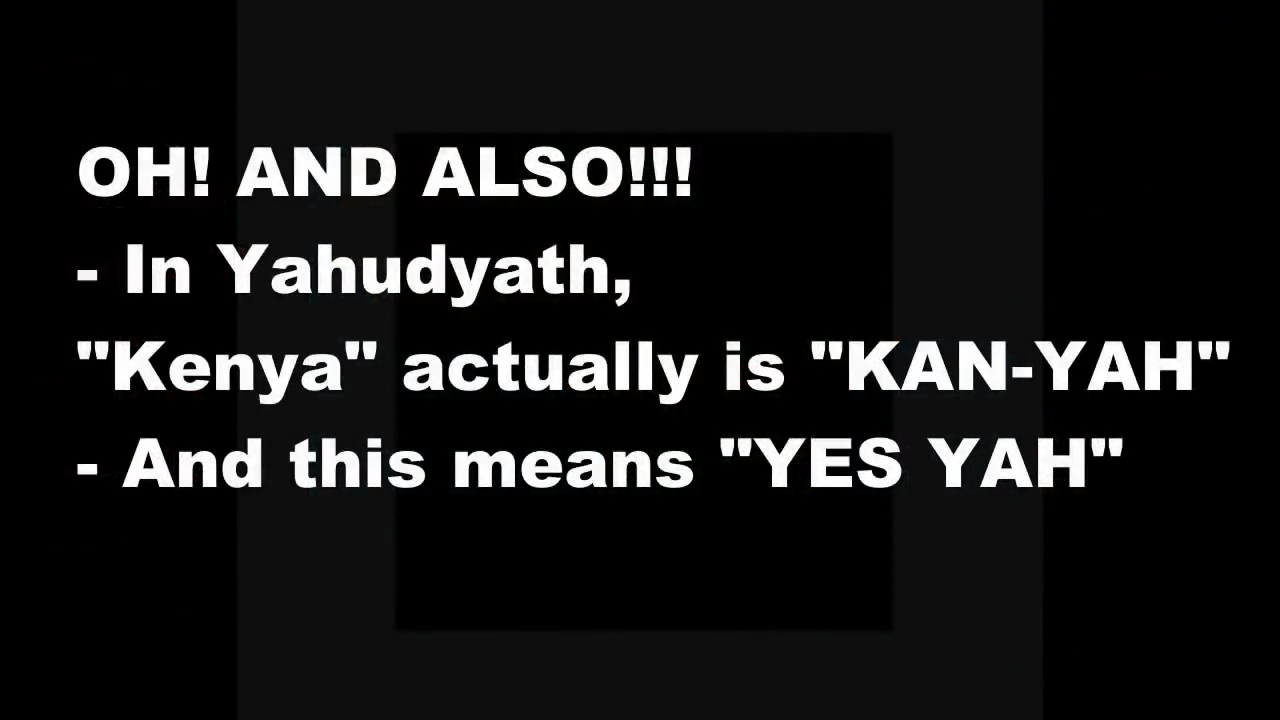 OH! AND ALSO!!!
- In Yahudyath,
"Kenya" actually is "KAN-YAH"
- And this means "YES YAH"